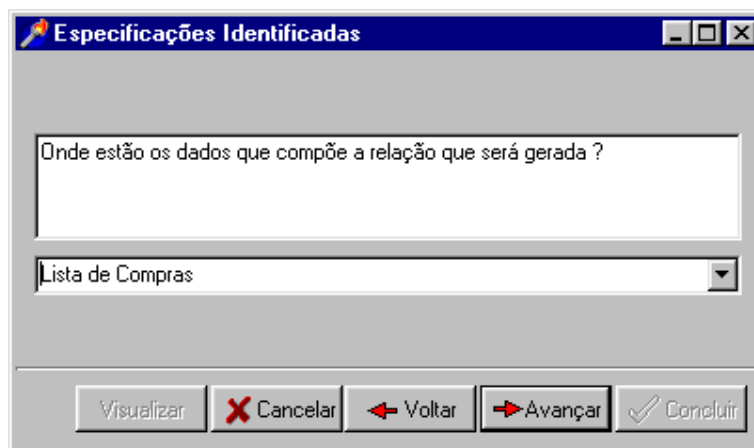 Especificações Identificadas
Onde estão os dados que compõe a relação que será gerada ?
Lista de Compras
Visualizar Cancelar Voltar Avançar Concluir